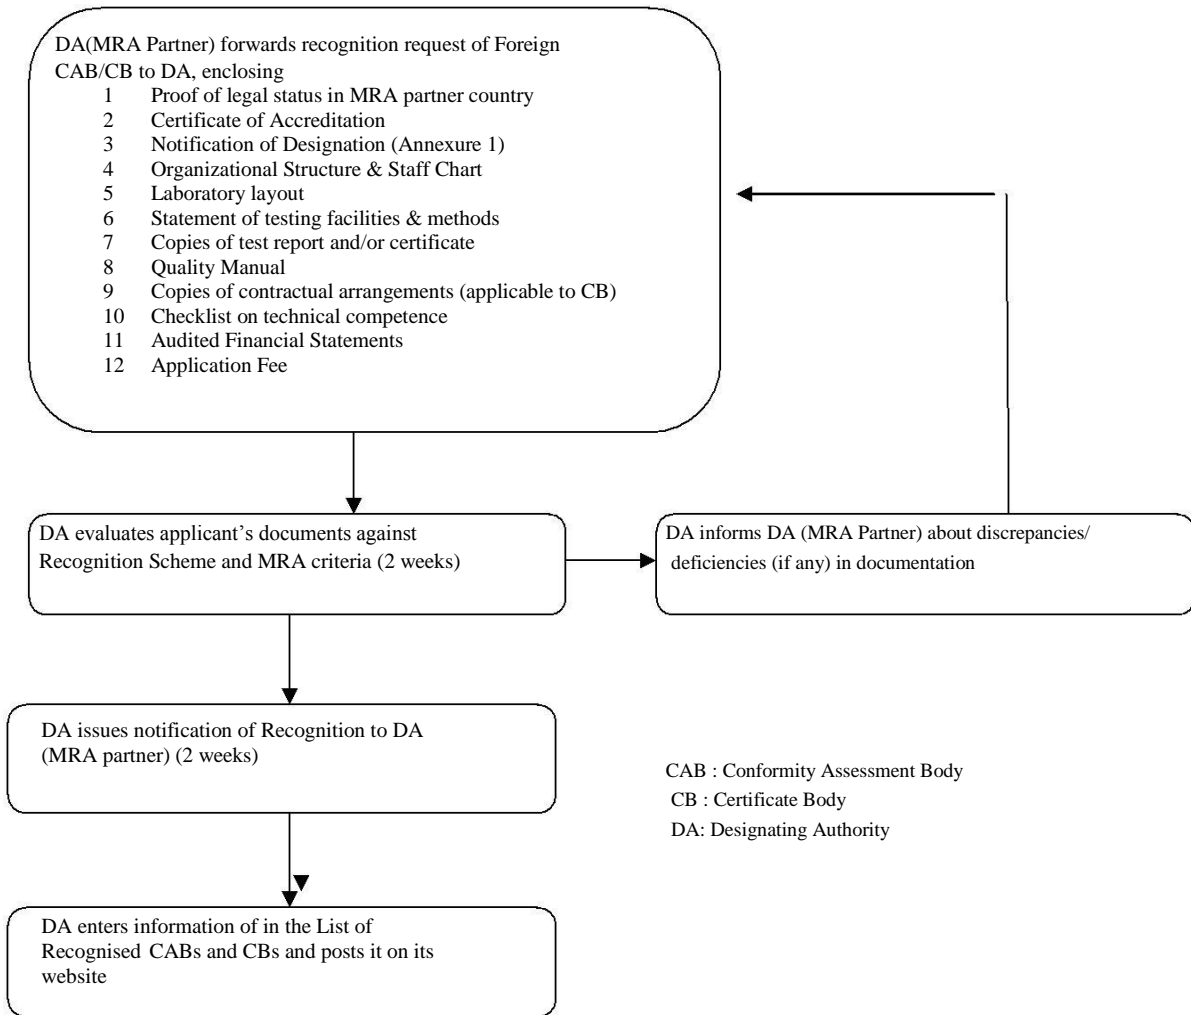 DA(MRA Partner) forwards recognition request of Foreign
CAB/CB to DA, enclosing
1 Proof of legal status in MRA partner country
2 Certificate of Accreditation
3 Notification of Designation (Annexure 1)
4 Organizational Structure & Staff Chart
5 Laboratory layout
6 Statement of testing facilities & methods
7 Copies of test report and/or certificate
8 Quality Manual
9 Copies of contractual arrangements (applicable to CB)
10 Checklist on technical competence
11 Audited Financial Statements
12 Application Fee
DA evaluates applicant’s documents against
Recognition Scheme and MRA criteria (2 weeks)
DA informs DA (MRA Partner) about discrepancies/
deficiencies (if any) in documentation
DA issues notification of Recognition to DA
(MRA partner) (2 weeks)
CAB : Conformity Assessment Body
CB : Certificate Body
DA: Designating Authority
DA enters information of in the List of
Recognised CABs and CBs and posts it on its
website